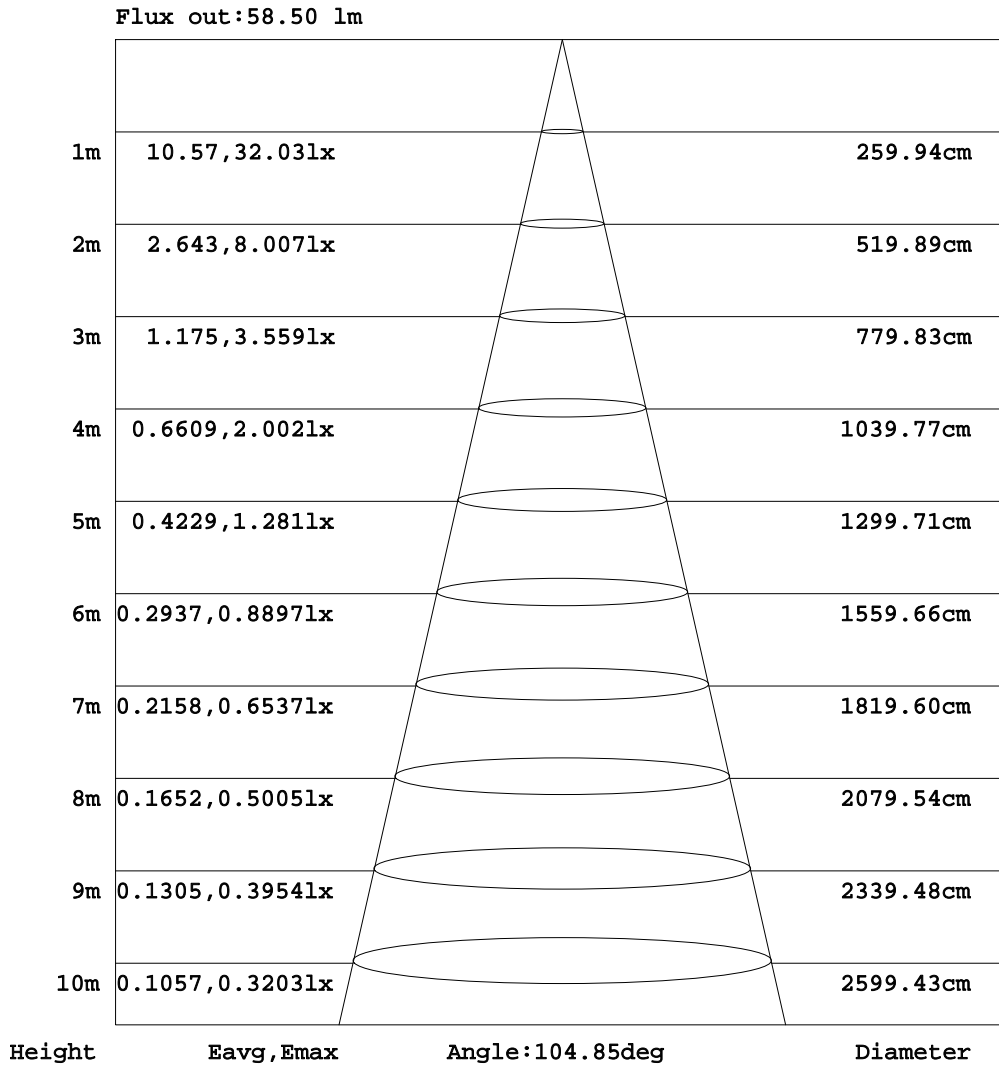 Flux out:58.50 lm
1m 10.57,32.03lx 259.94cm
2m 2.643,8.007lx 519.89cm
3m 1.175,3.559lx 779.83cm
4m 0.6609,2.002lx 1039.77cm
5m 0.4229,1.281lx 1299.71cm
6m 0.2937,0.8897lx 1559.66cm
7m 0.2158,0.6537lx 1819.60cm
8m 0.1652,0.5005lx 2079.54cm
9m 0.1305,0.3954lx 2339.48cm
10m 0.1057,0.3203lx 2599.43cm
Height Eavg,Emax Angle:104.85deg Diameter